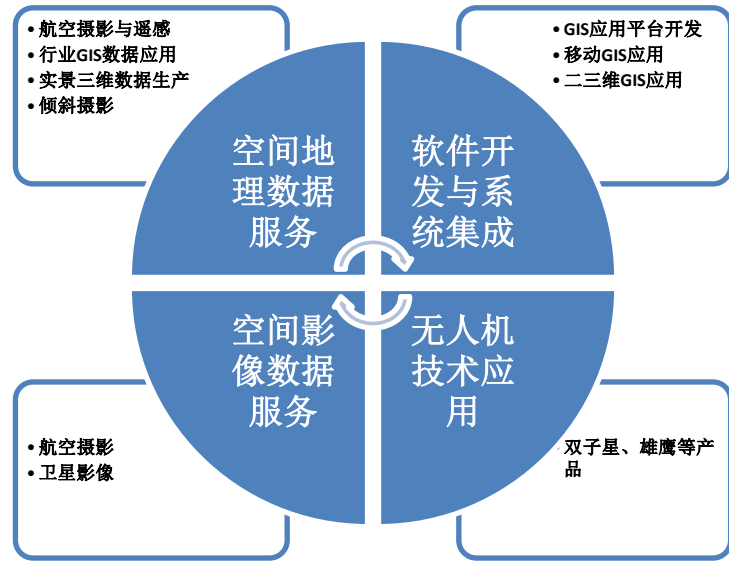 • 航空摄影与遥感
• 行业GIS数据应用
• 实景三维数据生产
• 倾斜摄影
• GIS应用平台开发
• 移动GIS应用
• 二三维GIS应用
空间地
理数据
服务
软件开
发与系
统集成
空间影
像数据
服务
无人机
技术应
用
• 航空摄影
• 卫星影像
双子星、雄鹰等产
品